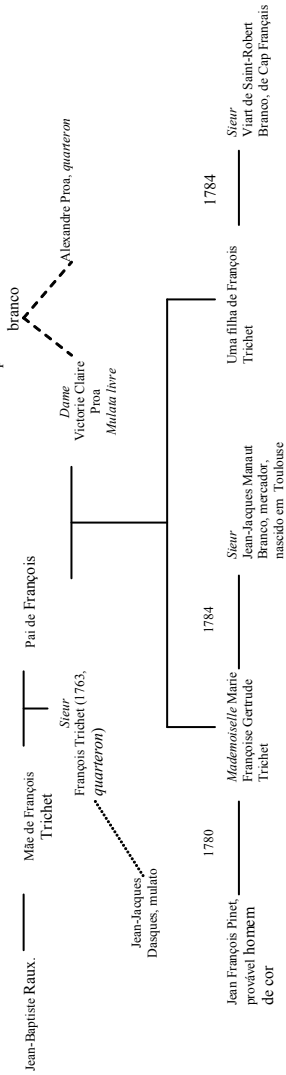 branco
Alexandre Proa, quarteron
Dame
Victorie Claire
Proa
Mulata livre
Pai de François
Mãe de François
Trichet
Jean-Baptiste Raux.
Sieur
François Trichet (1763,
quarteron)
Jean-Jacques
Dasques, mulato
Jean François Pinet,
provável homem
de cor
1780
Mademoiselle Marie
Françoise Gertrude
Trichet
1784
Sieur
Jean-Jacques Manaut
Branco, mercador,
nascido em Toulouse
Uma filha de François
Trichet
1784
Sieur
Viart de Saint-Robert
Branco, de Cap Français